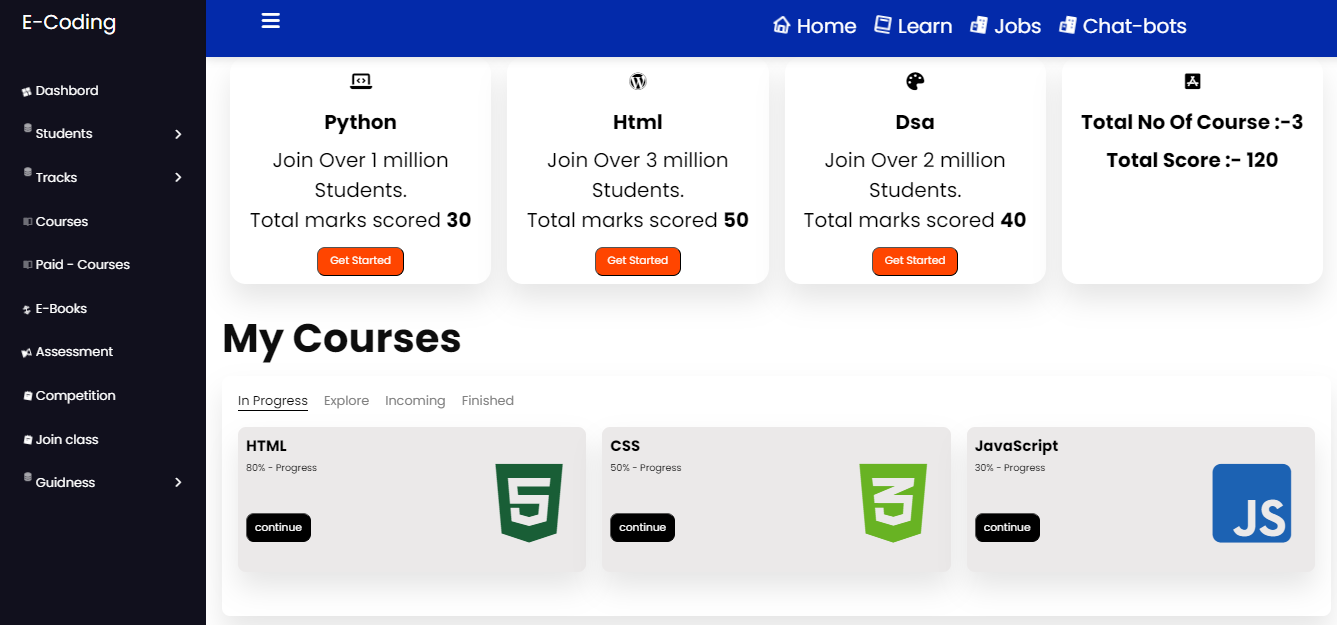 E-Coding
Dashbord
Students
Tracks
Courses
Paid - Courses
E-Books
Assessment
Competition
Join class
Guidness
Home Learn Jobs Chat-bots
Python
Join Over 1 million
Students.
Total marks scored 30
Get Started
Html
Join Over 3 million
Students.
Total marks scored 50
Get Started
Dsa
Join Over 2 million
Students.
Total marks scored 40
Get Started
Total No Of Course :-3
Total Score :- 120
My Courses
In Progress Explore Incoming Finished
HTML
80% - Progress
continue
5
CSS
50% - Progress
continue
3
JavaScript
30% - Progress
continue
JS